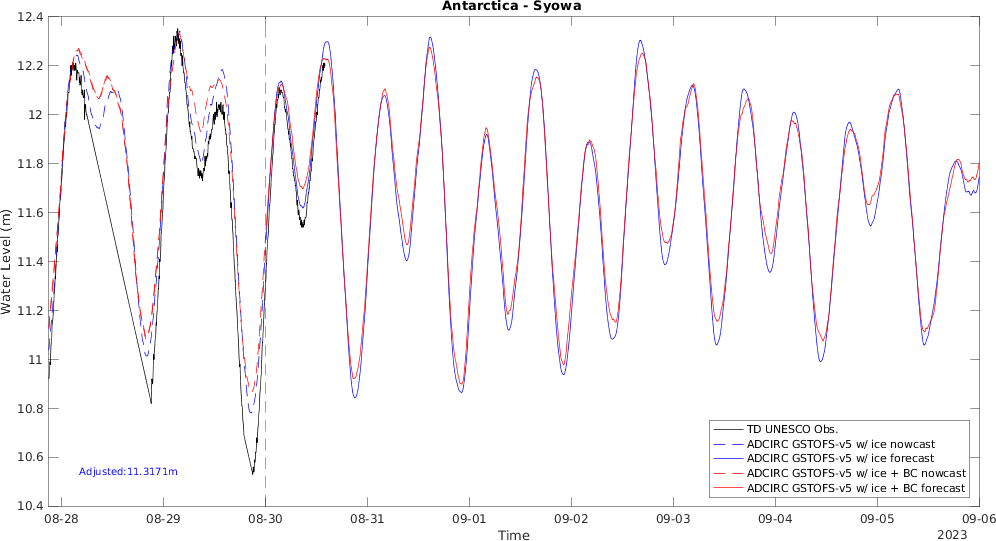 Antarctica - Syowa
12.4
12.2
12
11.8
11.6
11.4
11.2
11
10.8
10.6
10.4
Water Level (m)
Adjusted:11.3171m
TD UNESCO Obs.
ADCIRC GSTOFS-v5 w/ ice nowcast
ADCIRC GSTOFS-v5 w/ ice forecast
ADCIRC GSTOFS-v5 w/ ice + BC nowcast
ADCIRC GSTOFS-v5 w/ ice + BC forecast
08-28 08-29 08-30 08-31 09-01 09-02 09-03 09-04 09-05 09-06
Time
2023